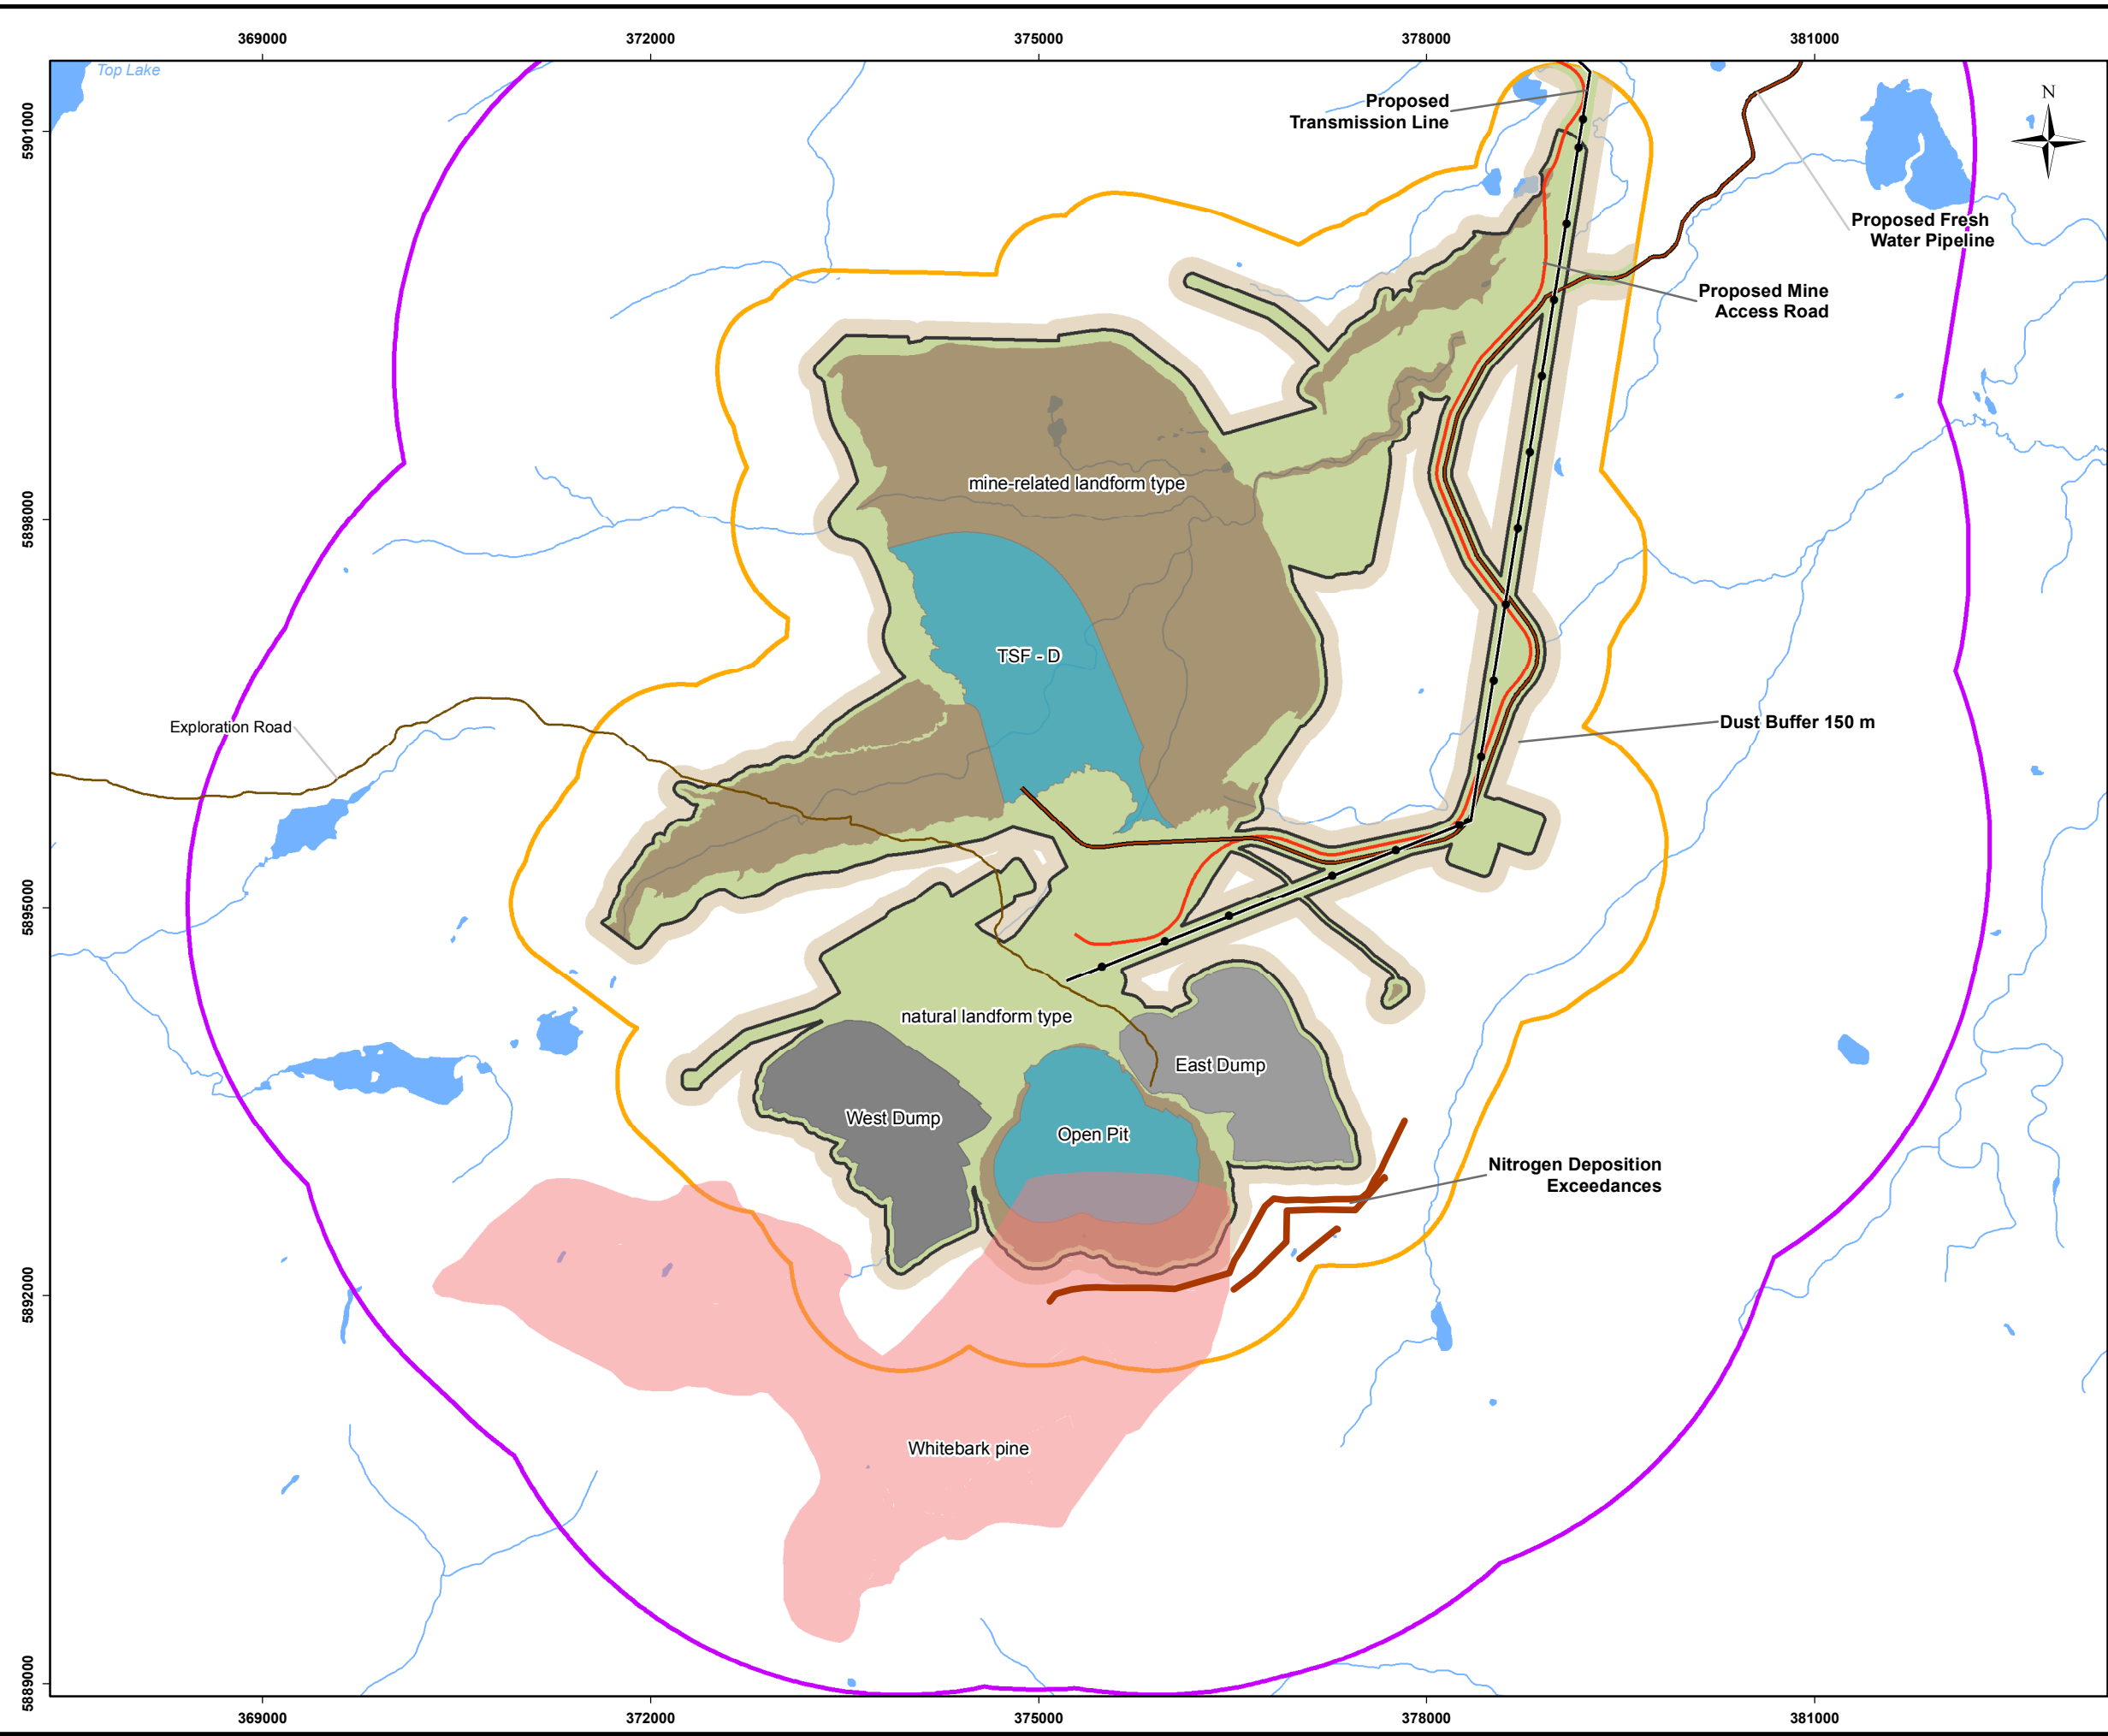 369000
372000
375000
378000
381000
Top Lake
5901000
N
Proposed
Transmission Line
Proposed Fresh
Water Pipeline
Proposed Mine
Access Road
mine-related landform type
5898000
TSF - D
Exploration Road
Dust Buffer 150 m
5895000
natural landform type
East Dump
West Dump
Open Pit
Nitrogen Deposition
Exceedances
5892000
Whitebark pine
5889000
369000
372000
375000
378000
381000